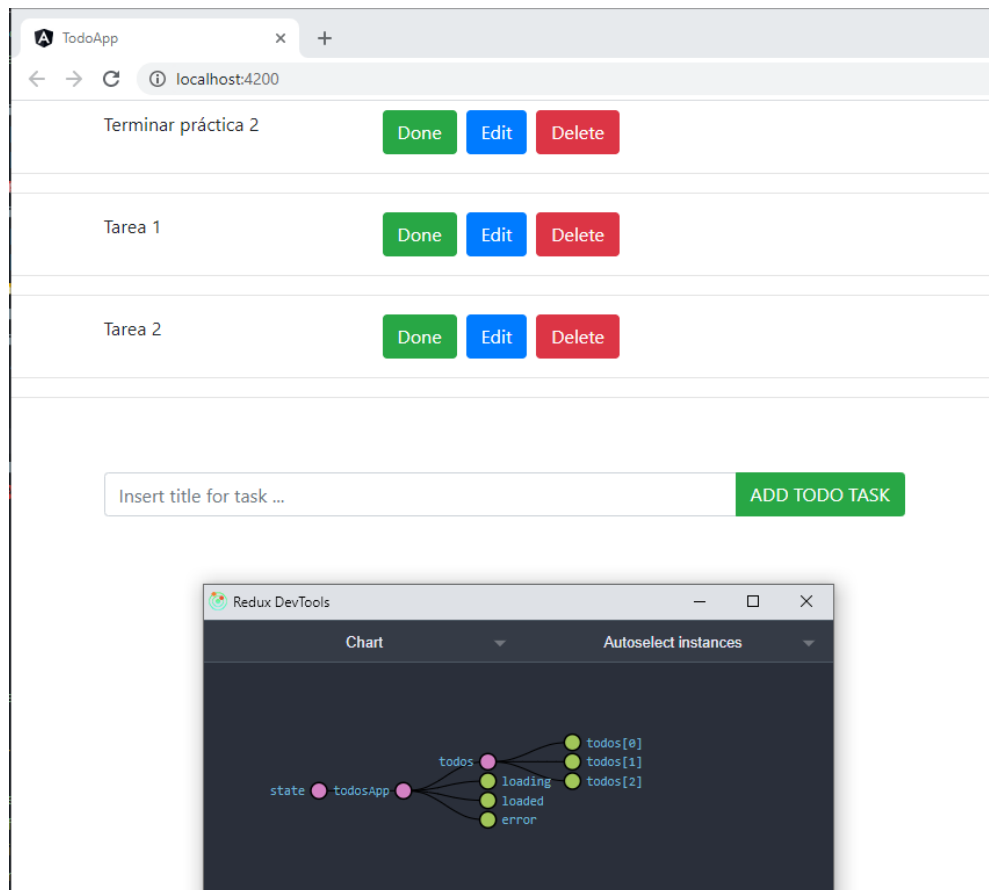 TodoApp
localhost:4200
Terminar práctica 2 Done Edit Delete
Tarea 1 Done Edit Delete
Tarea 2 Done Edit Delete
Insert title for task ... ADD TODO TASK
Redux DevTools
Chart Autoselect instances
todos[0]
todos todos[1]
loading todos[2]
state todosApp
loaded
error